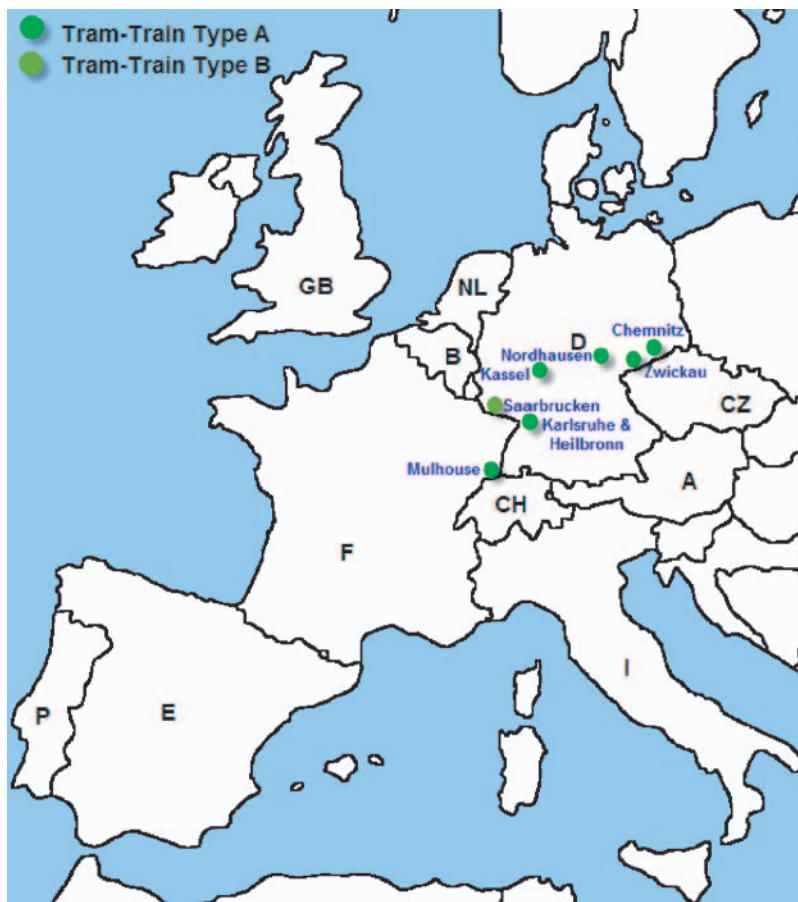 Tram-Train Type A
Tram-Train Type B
GB
NL
D
Chemnitz
B
Nordhausen
Kassel
Zwickau
CZ
Saarbrucken
Karlsruhe &
Heilbronn
Mulhouse
A
CH
F
I
P
E